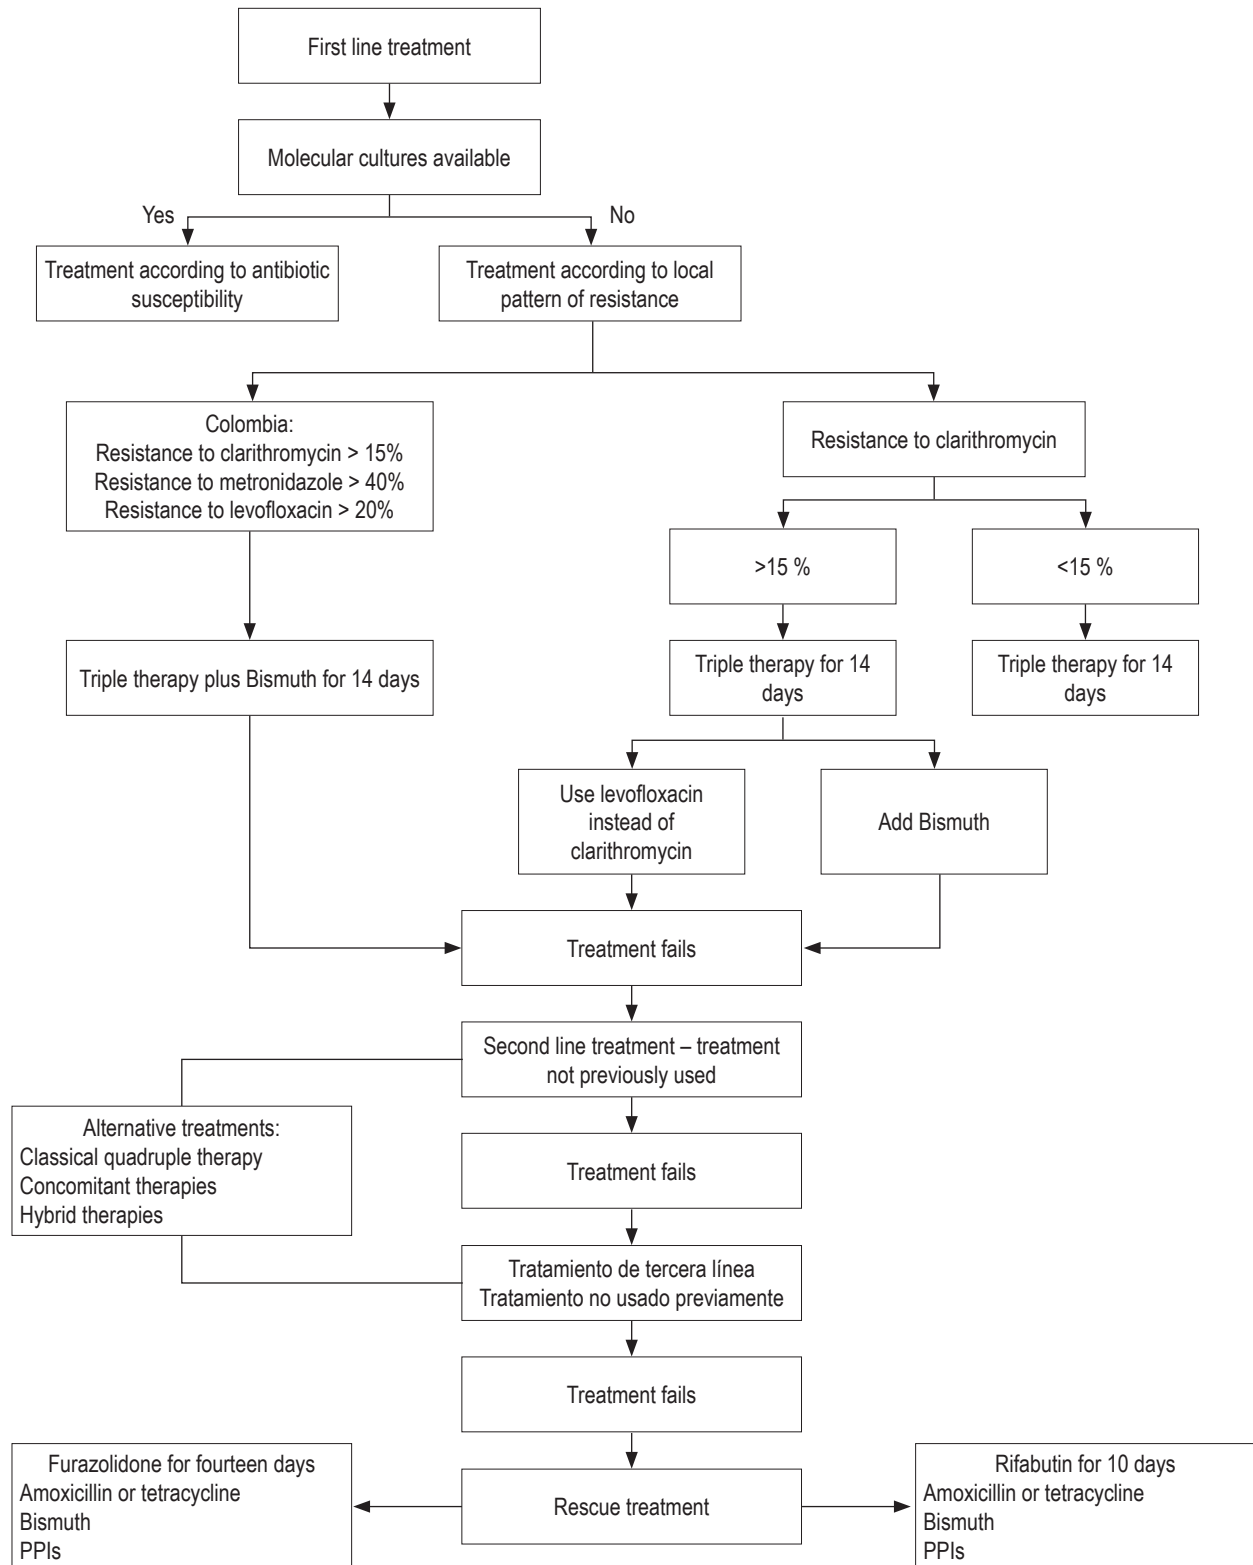 First line treatment
Molecular cultures available
Yes
No
Treatment according to antibiotic
susceptibility
Treatment according to local
pattern of resistance
Colombia:
Resistance to clarithromycin > 15%
Resistance to metronidazole > 40%
Resistance to levofloxacin > 20%
Resistance to clarithromycin
>15 %
<15 %
Triple therapy plus Bismuth for 14 days
Triple therapy for 14
days
Triple therapy for 14
days
Use levofloxacin
instead of
clarithromycin
Add Bismuth
Treatment fails
Second line treatment – treatment
not previously used
Alternative treatments:
Classical quadruple therapy
Concomitant therapies
Hybrid therapies
Treatment fails
Tratamiento de tercera línea
Tratamiento no usado previamente
Treatment fails
Furazolidone for fourteen days
Amoxicillin or tetracycline
Bismuth
PPIs
Rescue treatment
Rifabutin for 10 days
Amoxicillin or tetracycline
Bismuth
PPIs